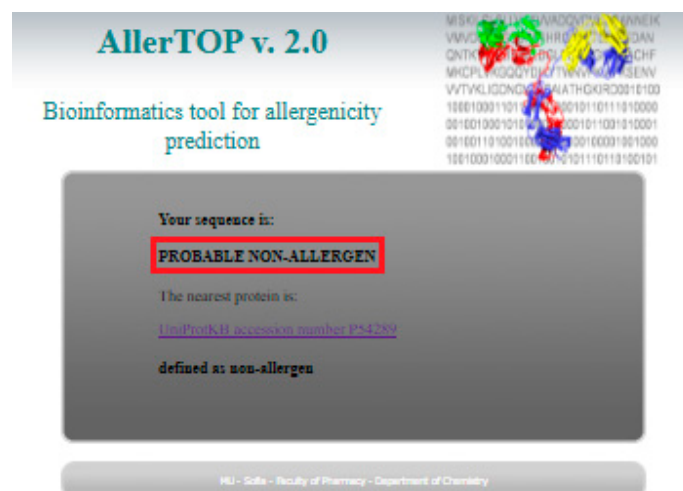 AllerTOP v. 2.0
Bioinformatics tool for allergenicity
prediction
Your sequence is:
PROBABLE NON-ALLERGEN
The nearest protein is:
UniProtKB accession number P54289
defined as non-allergen
MU - Sofia - Faculty of Pharmacy - Department of Chemistry